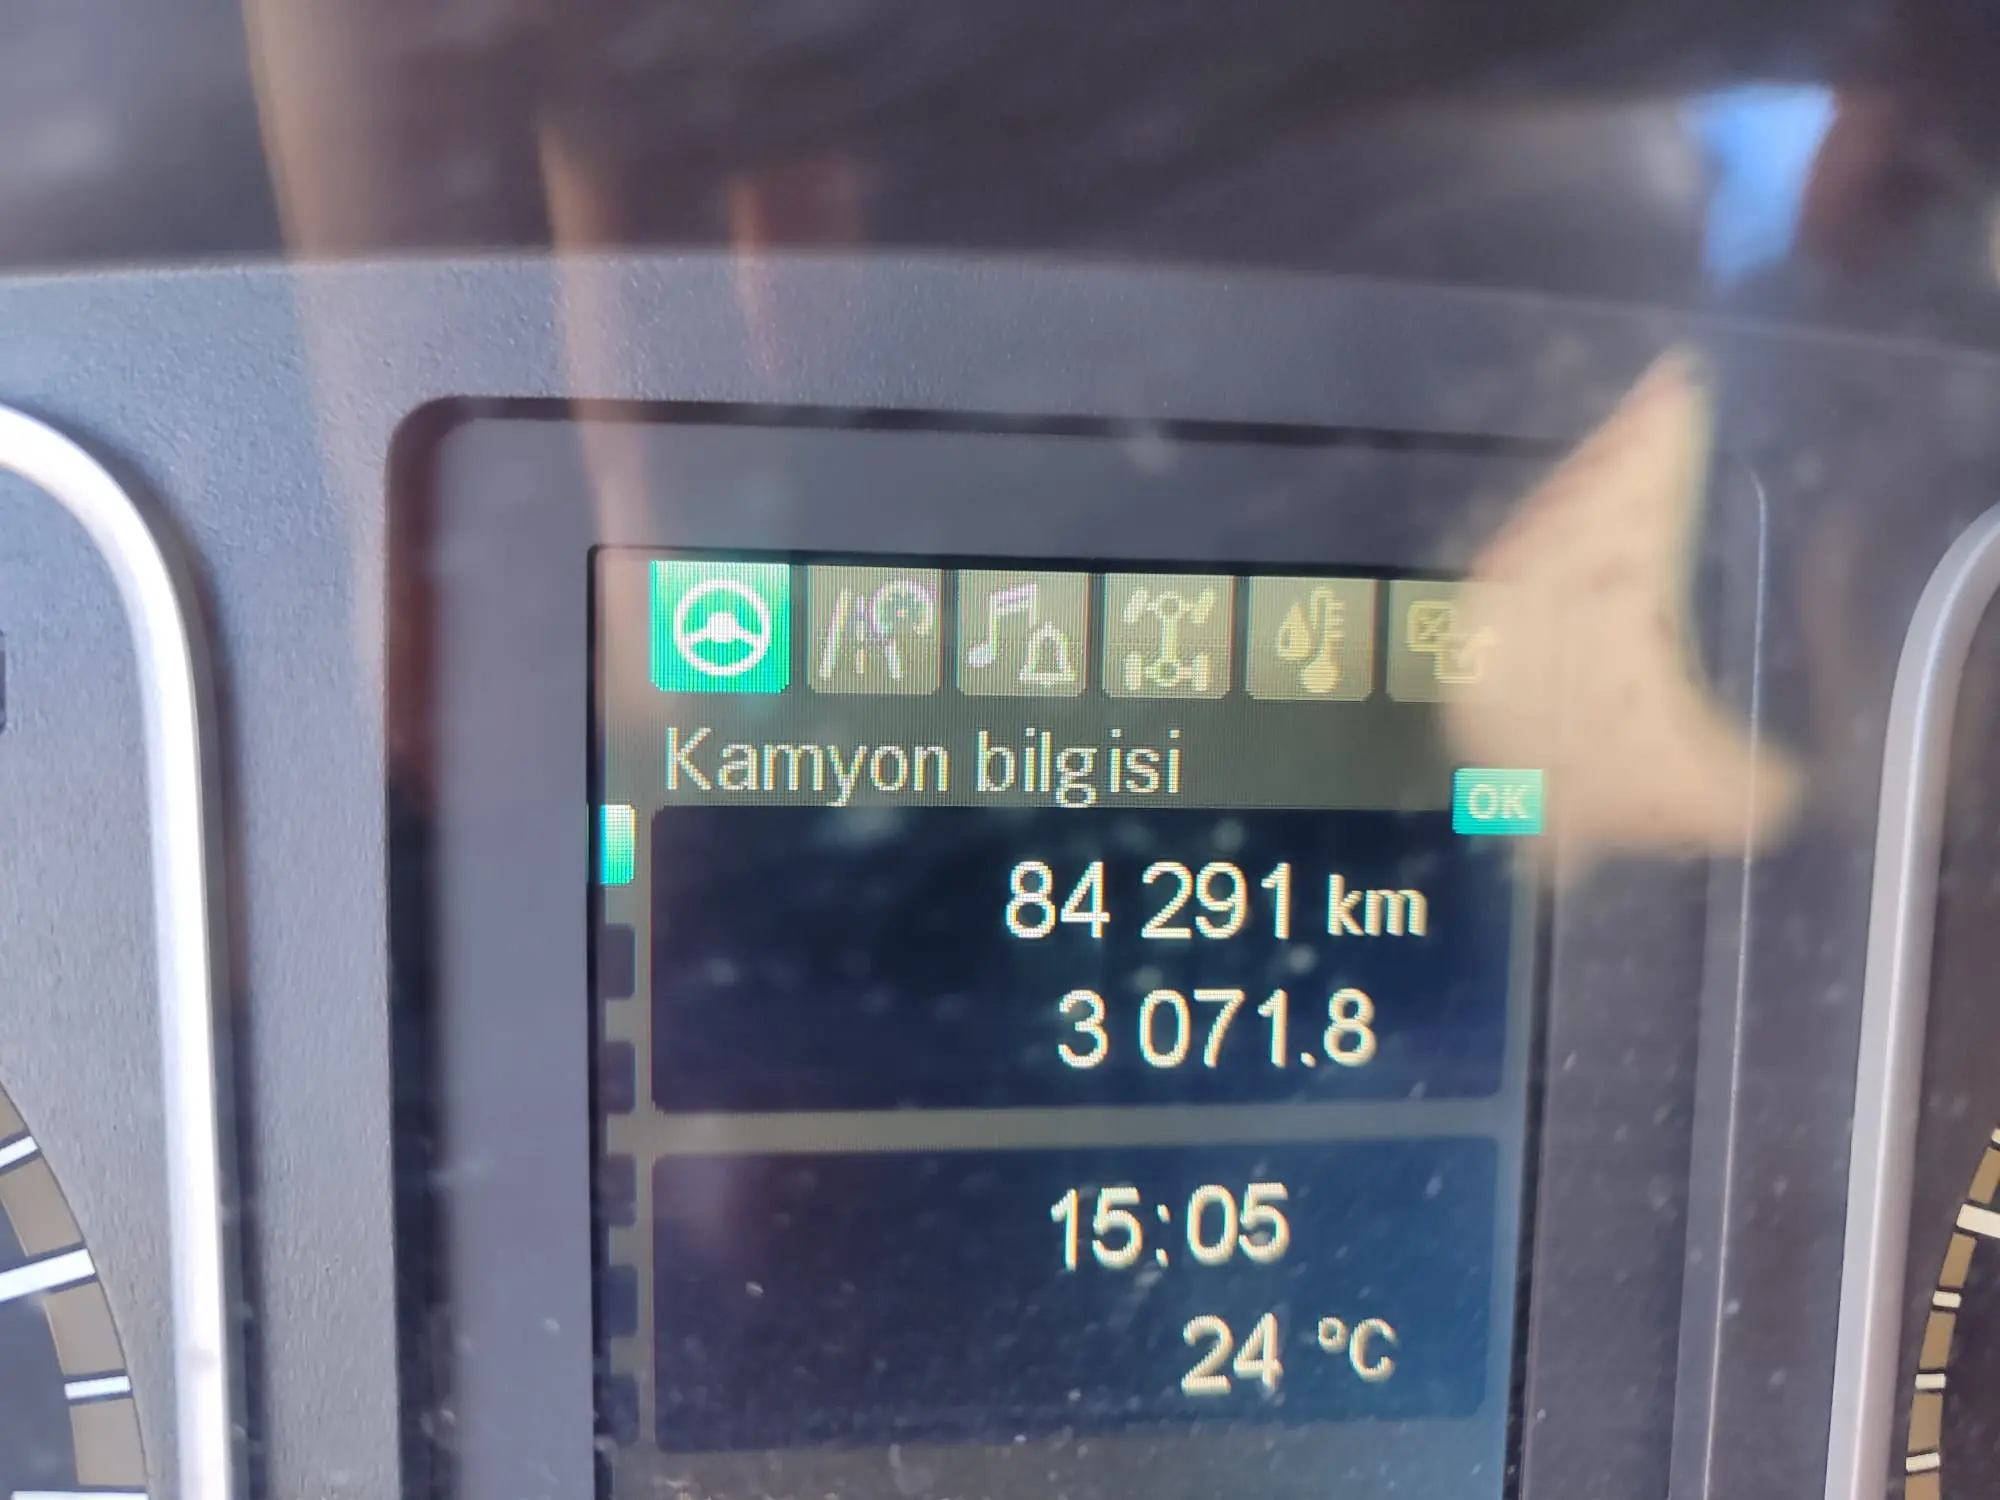 Kamyon bilgisi
OK
84 291 km
3 071.8
15:05
24 °C